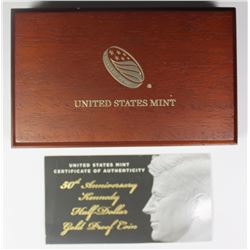 UNITED STATES MINT
UNITED STATES MINT
CERTIFICATE OF AUTHENTICITY
50th Anniversary
Kennedy
Half-Dollar
Gold Proof Coin